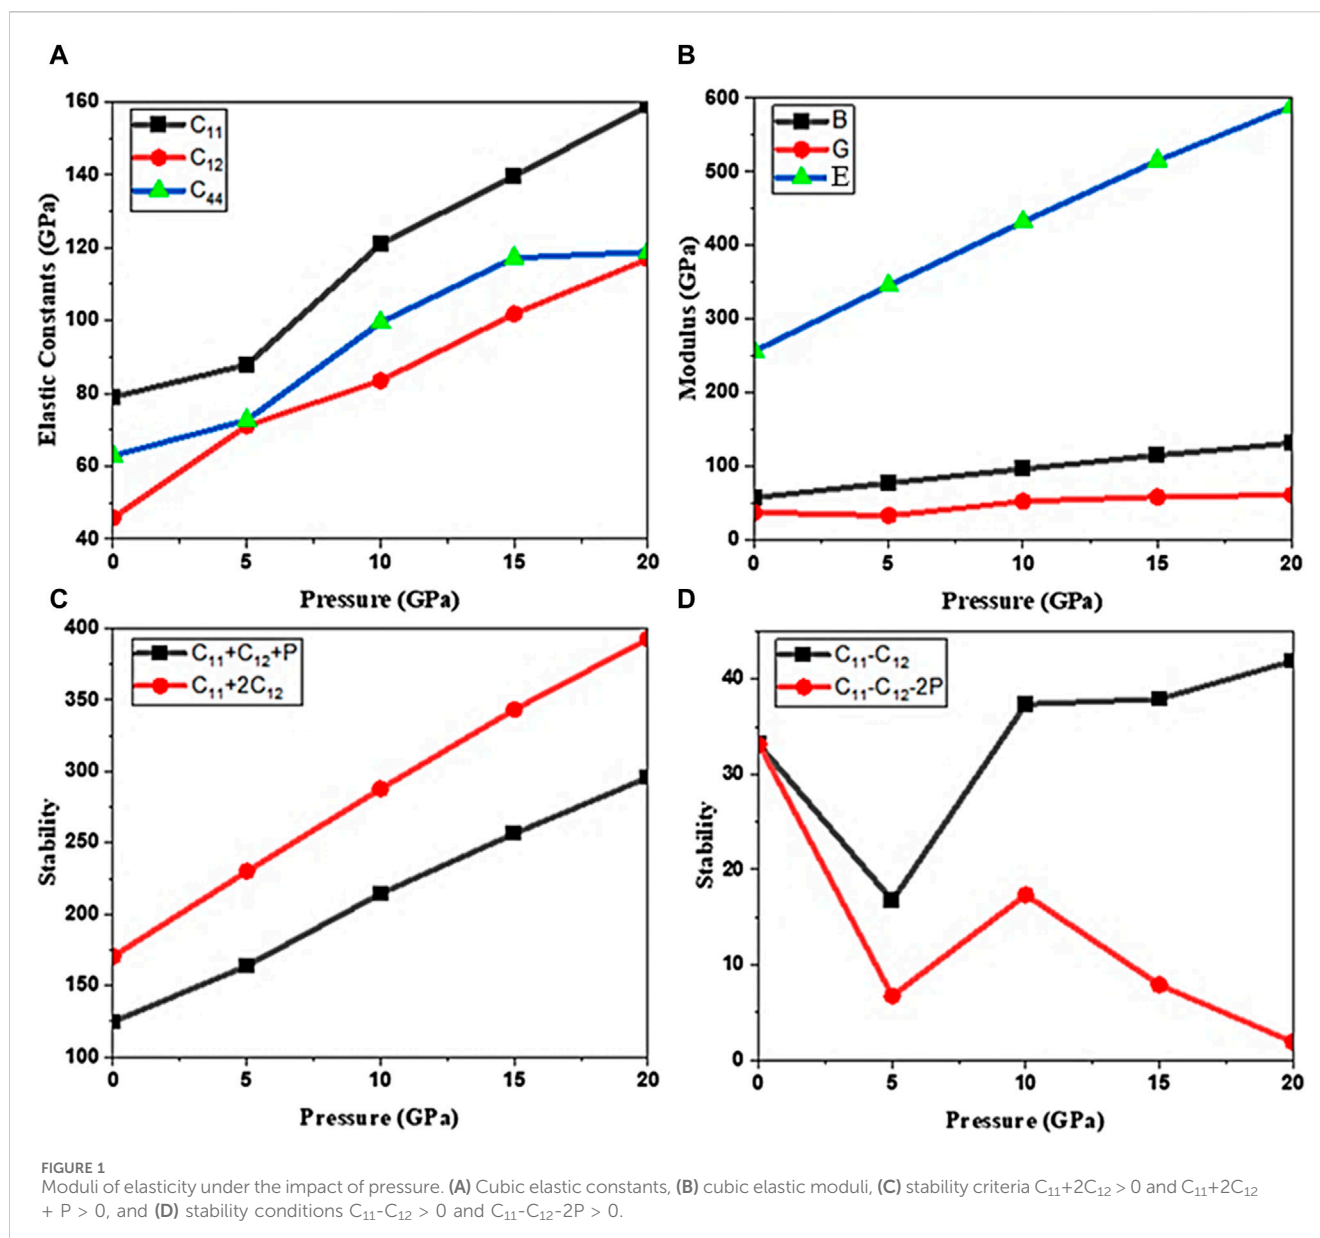 A
160
140
120
100
80
60
40
0 5 10 15 20
Elastic Constants (GPa)
Pressure (GPa)
C11
C12
C44
B
600
500
400
300
200
100
0
0 5 10 15 20
Modulus (GPa)
Pressure (GPa)
B
G
E
C
400
350
300
250
200
150
100
0 5 10 15 20
Stability
Pressure (GPa)
C11+C12+P
C11+2C12
D
40
30
20
10
0
0 5 10 15 20
Stability
Pressure (GPa)
C11-C12
C11-C12-2P
FIGURE 1
Moduli of elasticity under the impact of pressure. (A) Cubic elastic constants, (B) cubic elastic moduli, (C) stability criteria C11+2C12 > 0 and C11+2C12
+ P > 0, and (D) stability conditions C11-C12 > 0 and C11-C12-2P > 0.